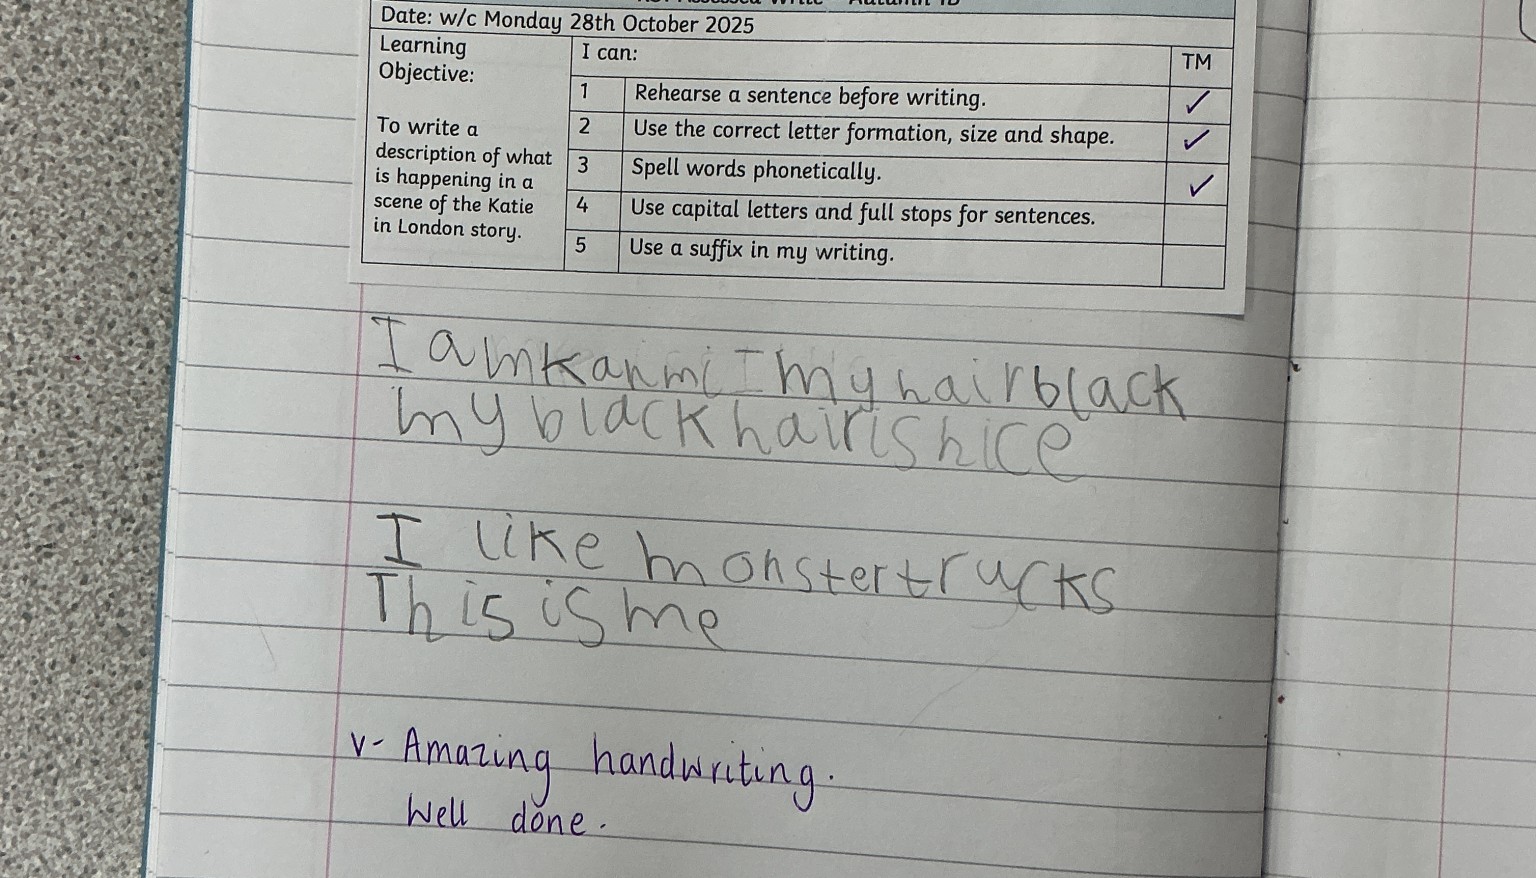 Date: w/c Monday 28th October 2025
Learning Objective:
To write a description of what is happening in a scene of the Katie in London story.
I can:
TM
1 Rehearse a sentence before writing. ✓
2 Use the correct letter formation, size and shape. ✓
3 Spell words phonetically. ✓
4 Use capital letters and full stops for sentences.
5 Use a suffix in my writing.
I am kanmi I my hair black
my black hair is nice
I like monster trucks
This is me
v- Amazing handwriting.
Well done.